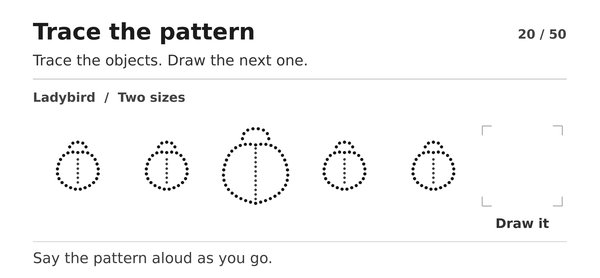 Trace the pattern
20 / 50
Trace the objects. Draw the next one.
Ladybird / Two sizes
Draw it
Say the pattern aloud as you go.